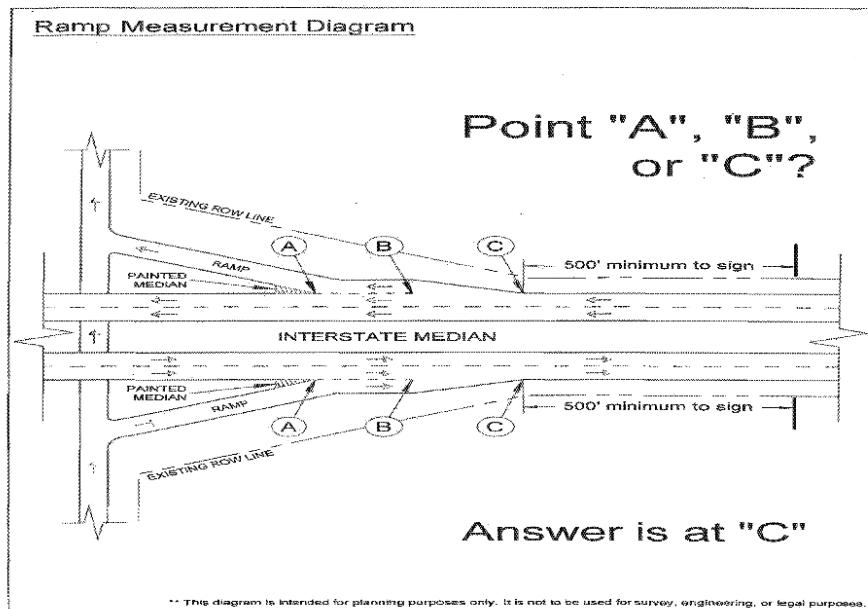 Ramp Measurement Diagram
Point "A", "B",
or "C"?
EXISTING ROW LINE
A
B
C
500' minimum to sign
RAMP
PAINTED
MEDIAN
INTERSTATE MEDIAN
PAINTED
MEDIAN
RAMP
A
B
C
500' minimum to sign
EXISTING ROW LINE
Answer is at "C"
** This diagram is intended for planning purposes only. It is not to be used for survey, engineering, or legal purposes.